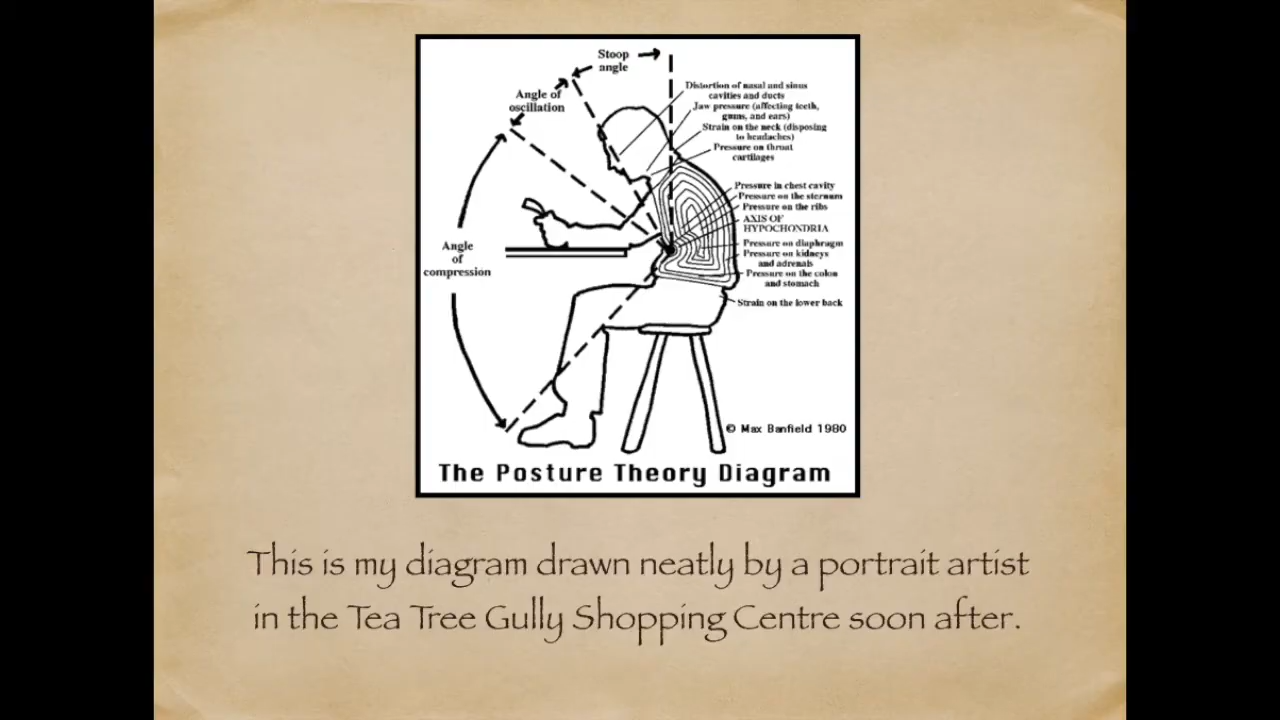 Stoop
angle
Angle of
oscillation
Distortion of nasal and sinus
cavities and ducts
Jaw pressure (affecting teeth,
gums, and ears)
Strain on the neck (disposing
to headaches)
Pressure on throat
cartilages
Pressure in chest cavity
Pressure on the sternum
Pressure on the ribs
AXIS OF
HYPOCHONDRIA
Pressure on diaphragm
Pressure on kidneys
and adrenals
Pressure on the colon
and stomach
Strain on the lower back
Angle
of
compression
© Max Banfield 1980
The Posture Theory Diagram
This is my diagram drawn neatly by a portrait artist
in the Tea Tree Gully Shopping Centre soon after.